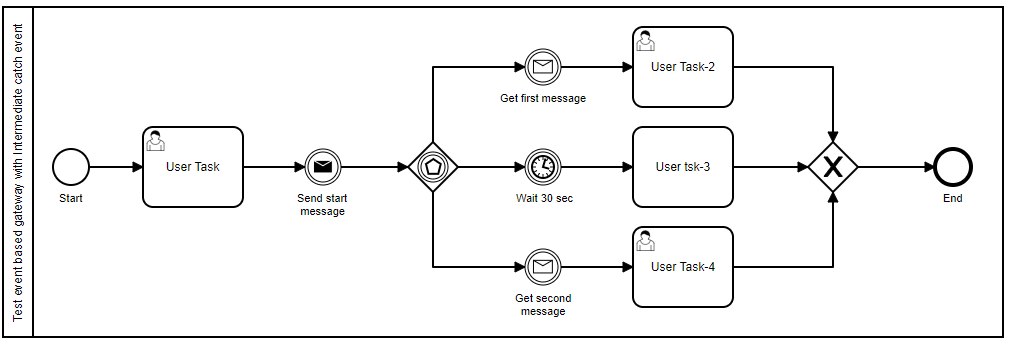 Test event based gateway with Intermediate catch event
Start
User Task
Send start
message
Get first message
User Task-2
Wait 30 sec
User tsk-3
Get second
message
User Task-4
End